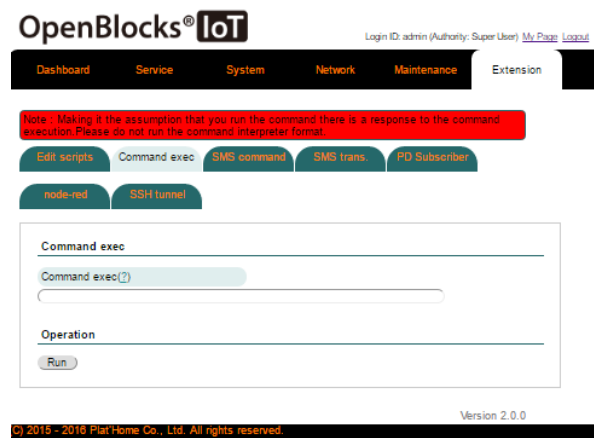 OpenBlocks® IoT
Login ID: admin (Authority: Super User) My Page Logout
Dashboard Service System Network Maintenance Extension
Note : Making it the assumption that you run the command there is a response to the command
execution.Please do not run the command interpreter format.
Edit scripts Command exec SMS command SMS trans. PD Subscriber
node-red SSH tunnel
Command exec
Command exec(?)
Operation
Run
Version 2.0.0
C) 2015 - 2016 Plat'Home Co., Ltd. All rights reserved.